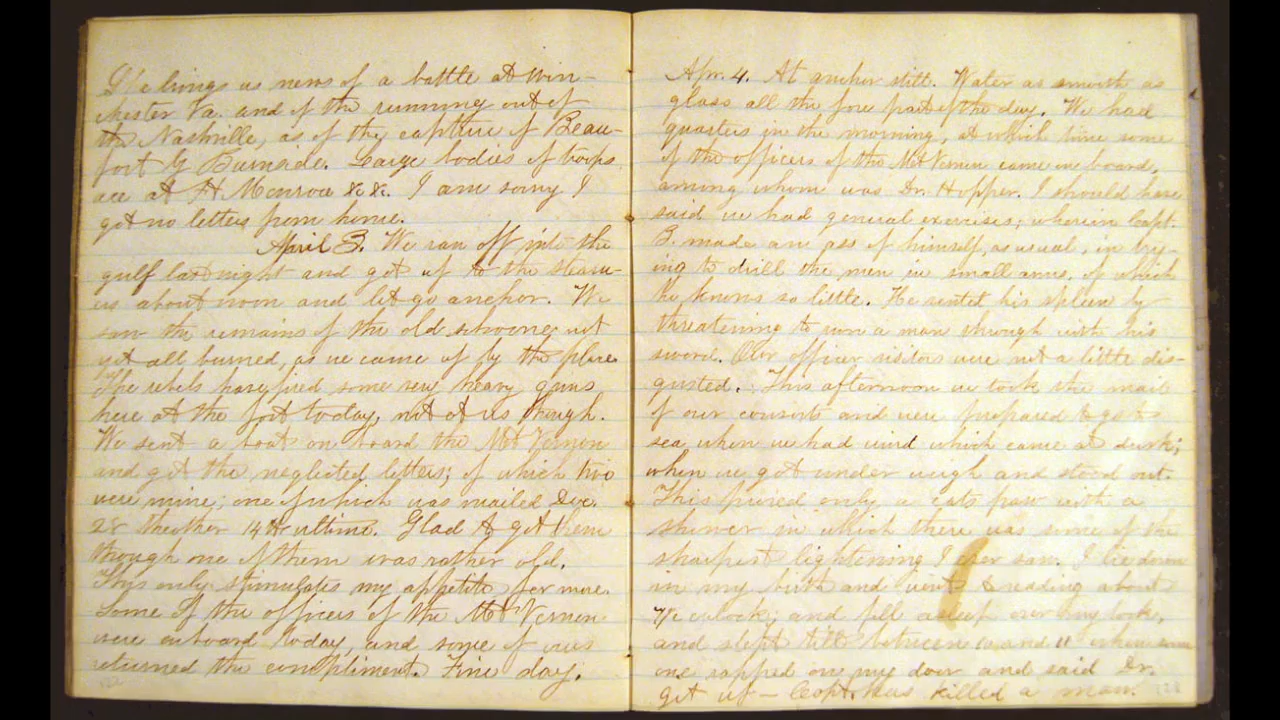 He brings us news of a battle at Win-
chester Va. and of the running out of
the Nashville, as of the capture of Beau-
fort G Burnside. Large bodies of troops
are at Ft Monroe &c &c. I am sorry I
got no letters from home.
April 3. We ran off into the
gulf last night and got up to the steam-
er about noon and let go anchor. We
saw the remains of the old schooner not
yet all burned, as we came up by the place.
The rebels have fired some very heavy guns
here at the fort today, not at us though.
We sent a boat on board the Mt Vernon
and got the neglected letters; of which two
were mine; one of which was mailed Dec.
28 the other 14th ultimo. Glad to get them
though one of them was rather old.
This only stimulates my appetite for more.
Some of the officers of the Mt Vernon
were onboard today, and some of ours
returned the compliment. Fine day.
122
Apr. 4. At anchor still. Water as smooth as
glass all the fore part of the day. We had
quarters in the morning, at which time some
of the officers of the Mt Vernon came on board,
among whom was Dr. Hopper. I should have
said we had general exercises; wherein Capt.
B. made an ass of himself, as usual, in try-
ing to drill the men in small arms, of which
he knows so little. He vented his spleen by
threatening to run a man through with his
sword. Our officer visitors were not a little dis-
gusted. This afternoon we took the mail
of our consorts and were prepared to go to
sea, when we had wind which came at dusk;
when we got under weigh and stood out.
This proved only a cats paw with a
shower in which there was some of the
sharpest lightening I ever saw. I lie down
in my birth and went to reading about
7½ oclock; and fell asleep over my book,
and slept till between 10 and 11 when some
one rapped on my door and said Dr.
get up — Capt. has killed a man.
123